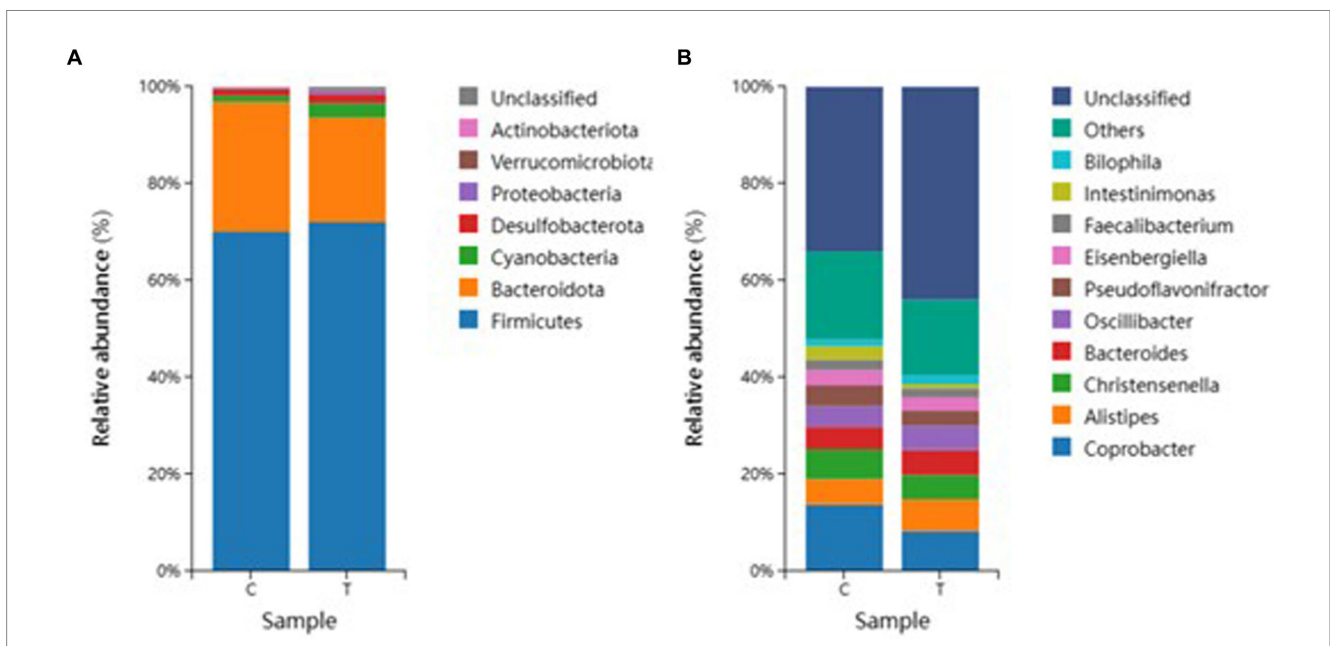 A
Relative abundance (%)
100%
80%
60%
40%
20%
0%
C
T
Sample
Unclassified
Actinobacteriota
Verrucomicrobiota
Proteobacteria
Desulfobacterota
Cyanobacteria
Bacteroidota
Firmicutes
B
Relative abundance (%)
100%
80%
60%
40%
20%
0%
C
T
Sample
Unclassified
Others
Bilophila
Intestinimonas
Faecalibacterium
Eisenbergiella
Pseudoflavonifractor
Oscillibacter
Bacteroides
Christensenella
Alistipes
Coprobacter